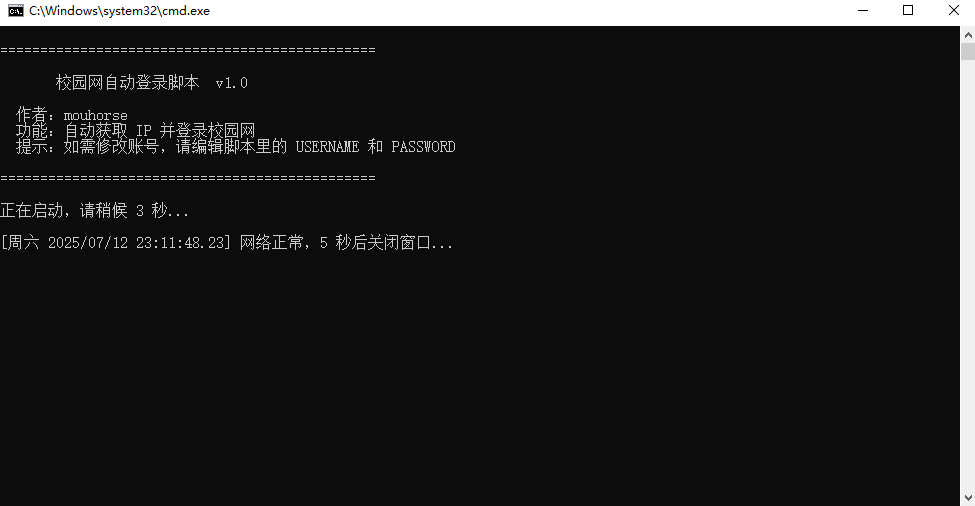 C:\Windows\system32\cmd.exe
===============================================
校园网自动登录脚本 v1.0
作者: mouhorse
功能: 自动获取 IP 并登录校园网
提示: 如需修改账号，请编辑脚本里的 USERNAME 和 PASSWORD
===============================================
正在启动，请稍候 3 秒...
[周六 2025/07/12 23:11:48.23] 网络正常，5 秒后关闭窗口...